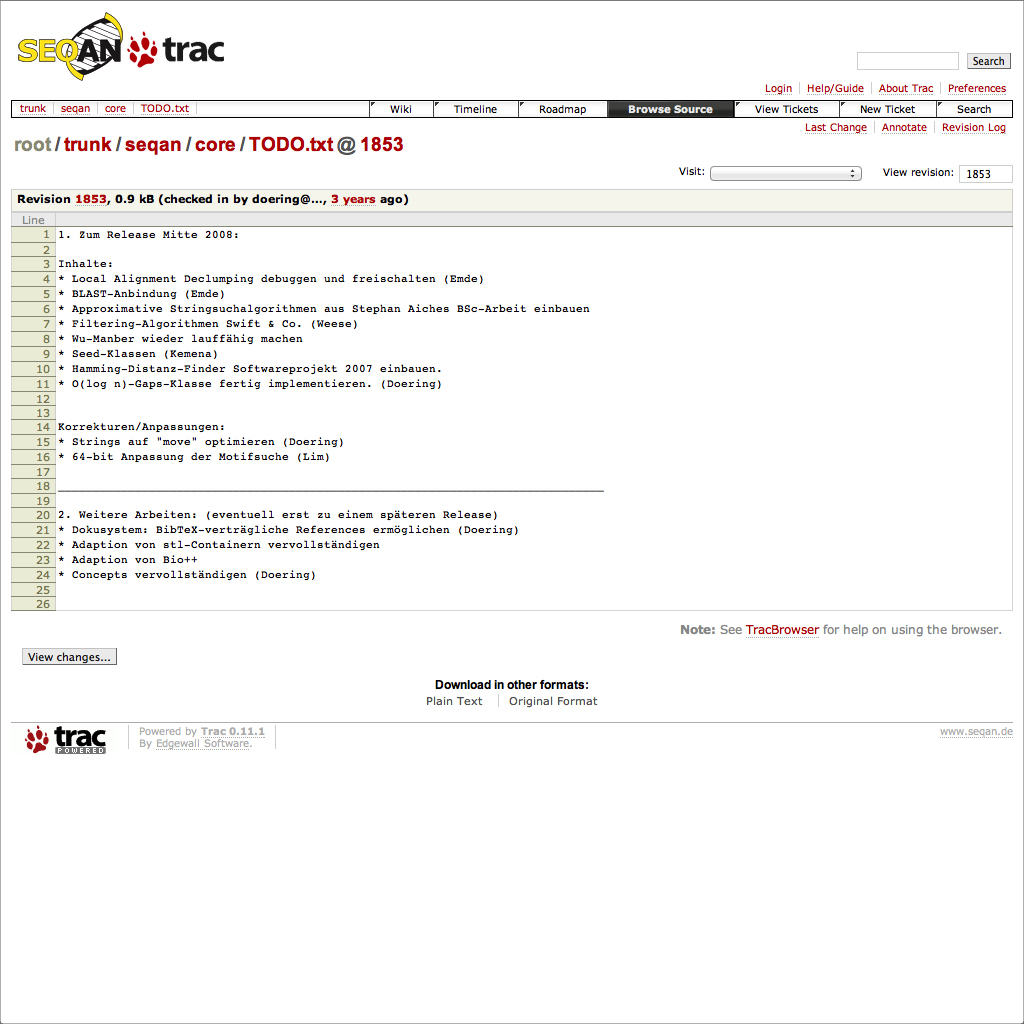 SEQAN trac
Search
Login Help/Guide About Trac Preferences
trunk seqan core TODO.txt Wiki Timeline Roadmap Browse Source View Tickets New Ticket Search
Last Change Annotate Revision Log
root / trunk / seqan / core / TODO.txt @ 1853
Visit: View revision: 1853
Revision 1853, 0.9 kB (checked in by doering@…, 3 years ago)
Line
1 1. Zum Release Mitte 2008:
2
3 Inhalte:
4 * Local Alignment Declumping debuggen und freischalten (Emde)
5 * BLAST-Anbindung (Emde)
6 * Approximative Stringsuchalgorithmen aus Stephan Aiches BSc-Arbeit einbauen
7 * Filtering-Algorithmen Swift & Co. (Weese)
8 * Wu-Manber wieder lauffähig machen
9 * Seed-Klassen (Kemena)
10 * Hamming-Distanz-Finder Softwareprojekt 2007 einbauen.
11 * O(log n)-Gaps-Klasse fertig implementieren. (Doering)
12
13
14 Korrekturen/Anpassungen:
15 * Strings auf "move" optimieren (Doering)
16 * 64-bit Anpassung der Motifsuche (Lim)
17
18 ________________________________________________________________________________
19
20 2. Weitere Arbeiten: (eventuell erst zu einem späteren Release)
21 * Dokusystem: BibTeX-verträgliche References ermöglichen (Doering)
22 * Adaption von stl-Containern vervollständigen
23 * Adaption von Bio++
24 * Concepts vervollständigen (Doering)
25
26
Note: See TracBrowser for help on using the browser.
View changes...
Download in other formats:
Plain Text Original Format
trac POWERED
Powered by Trac 0.11.1
By Edgewall Software.
www.seqan.de